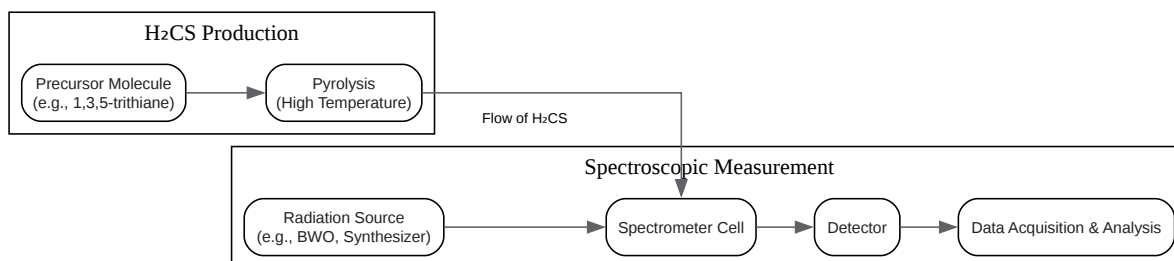 H₂CS Production
Precursor Molecule
(e.g., 1,3,5-trithiane)
Pyrolysis
(High Temperature)
Flow of H₂CS
Spectroscopic Measurement
Radiation Source
(e.g., BWO, Synthesizer)
Spectrometer Cell
Detector
Data Acquisition & Analysis